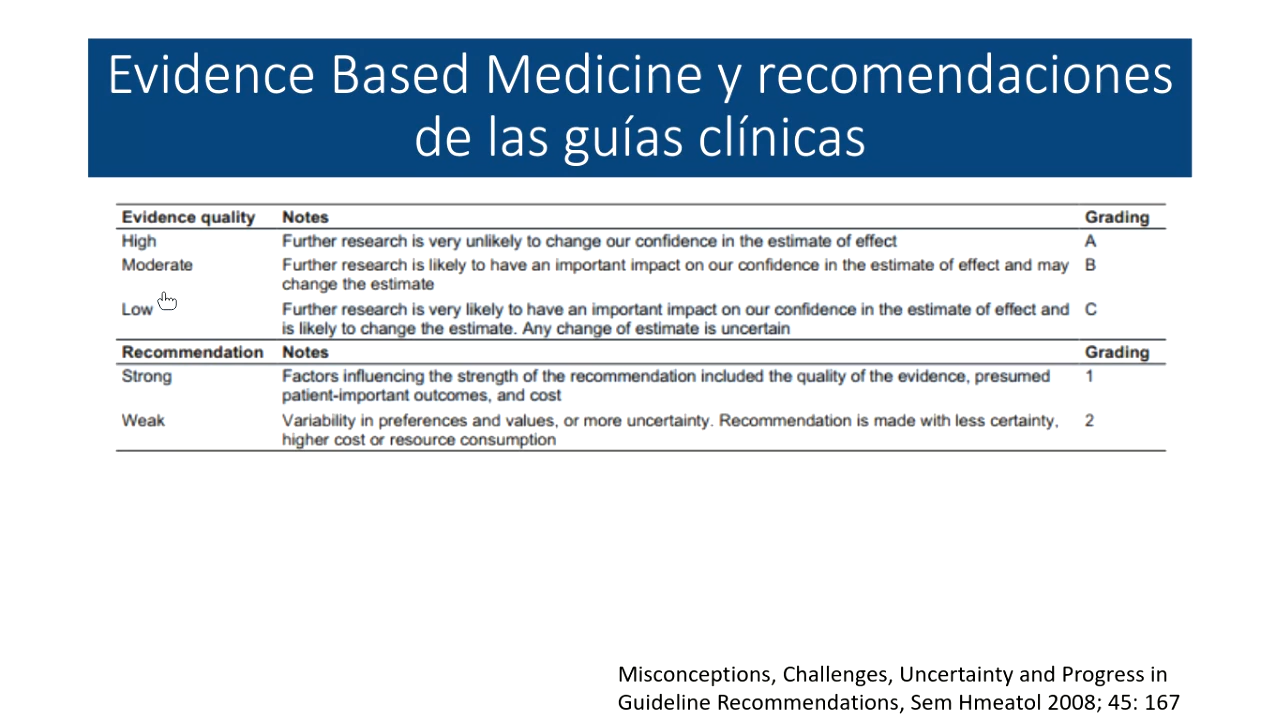 Evidence Based Medicine y recomendaciones
de las guías clínicas
Evidence quality Notes Grading
High Further research is very unlikely to change our confidence in the estimate of effect A
Moderate Further research is likely to have an important impact on our confidence in the estimate of effect and may B
change the estimate
Low Further research is very likely to have an important impact on our confidence in the estimate of effect and C
is likely to change the estimate. Any change of estimate is uncertain
Recommendation Notes Grading
Strong Factors influencing the strength of the recommendation included the quality of the evidence, presumed 1
patient-important outcomes, and cost
Weak Variability in preferences and values, or more uncertainty. Recommendation is made with less certainty, 2
higher cost or resource consumption
Misconceptions, Challenges, Uncertainty and Progress in
Guideline Recommendations, Sem Hmeatol 2008; 45: 167